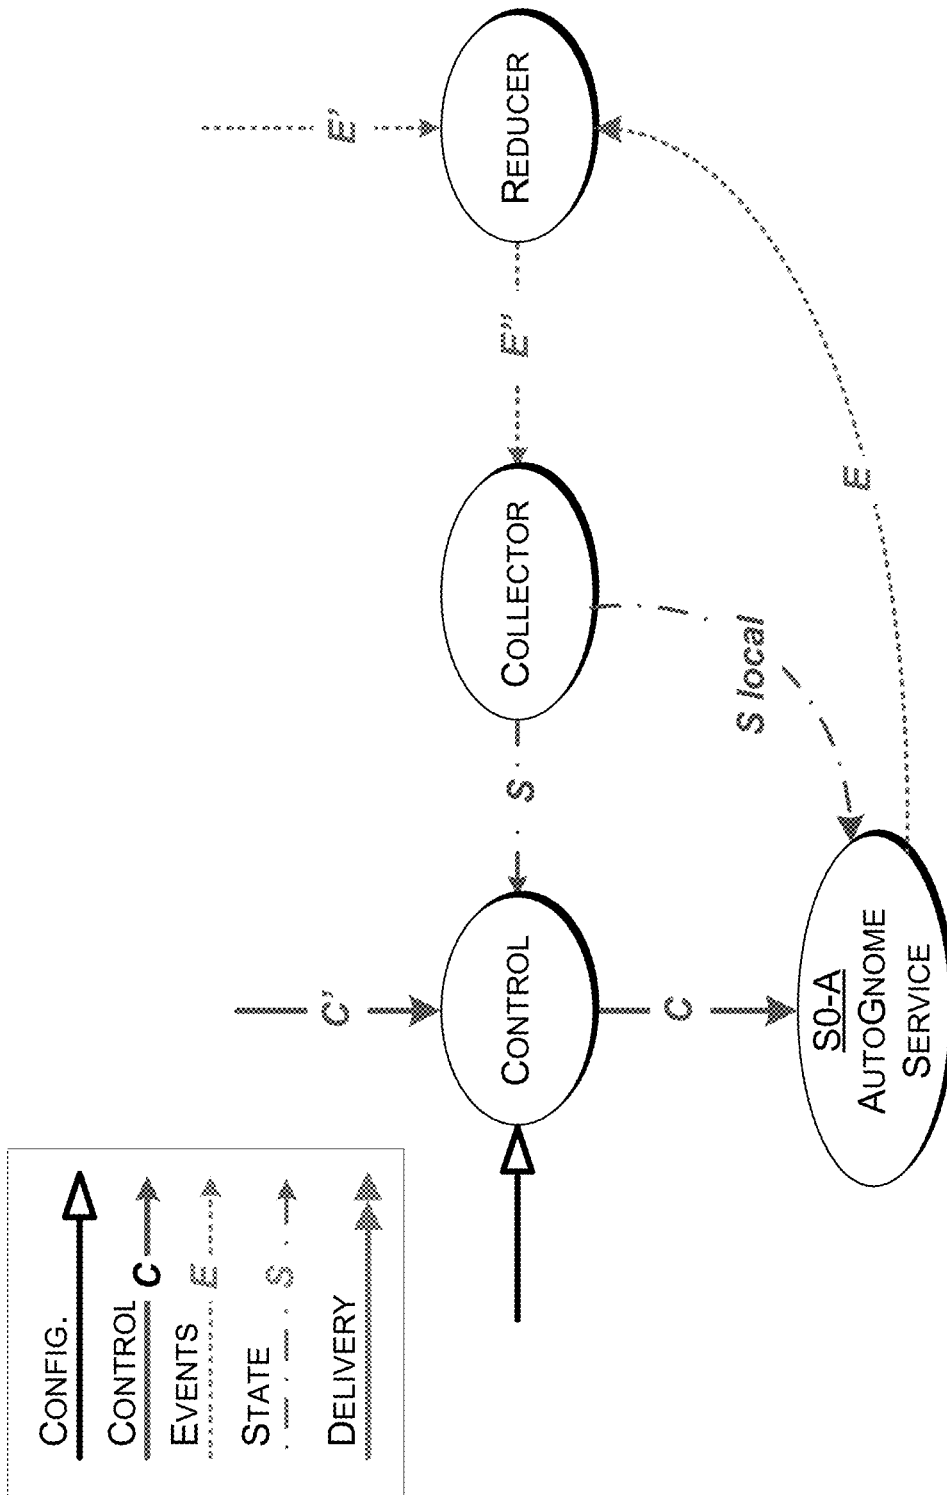 CONFIG.
CONTROL
C
EVENTS
E
STATE
S
DELIVERY
C'
CONTROL
C
S0-A
AUTOGNOME
SERVICE
S
COLLECTOR
S local
E''
REDUCER
E'
E